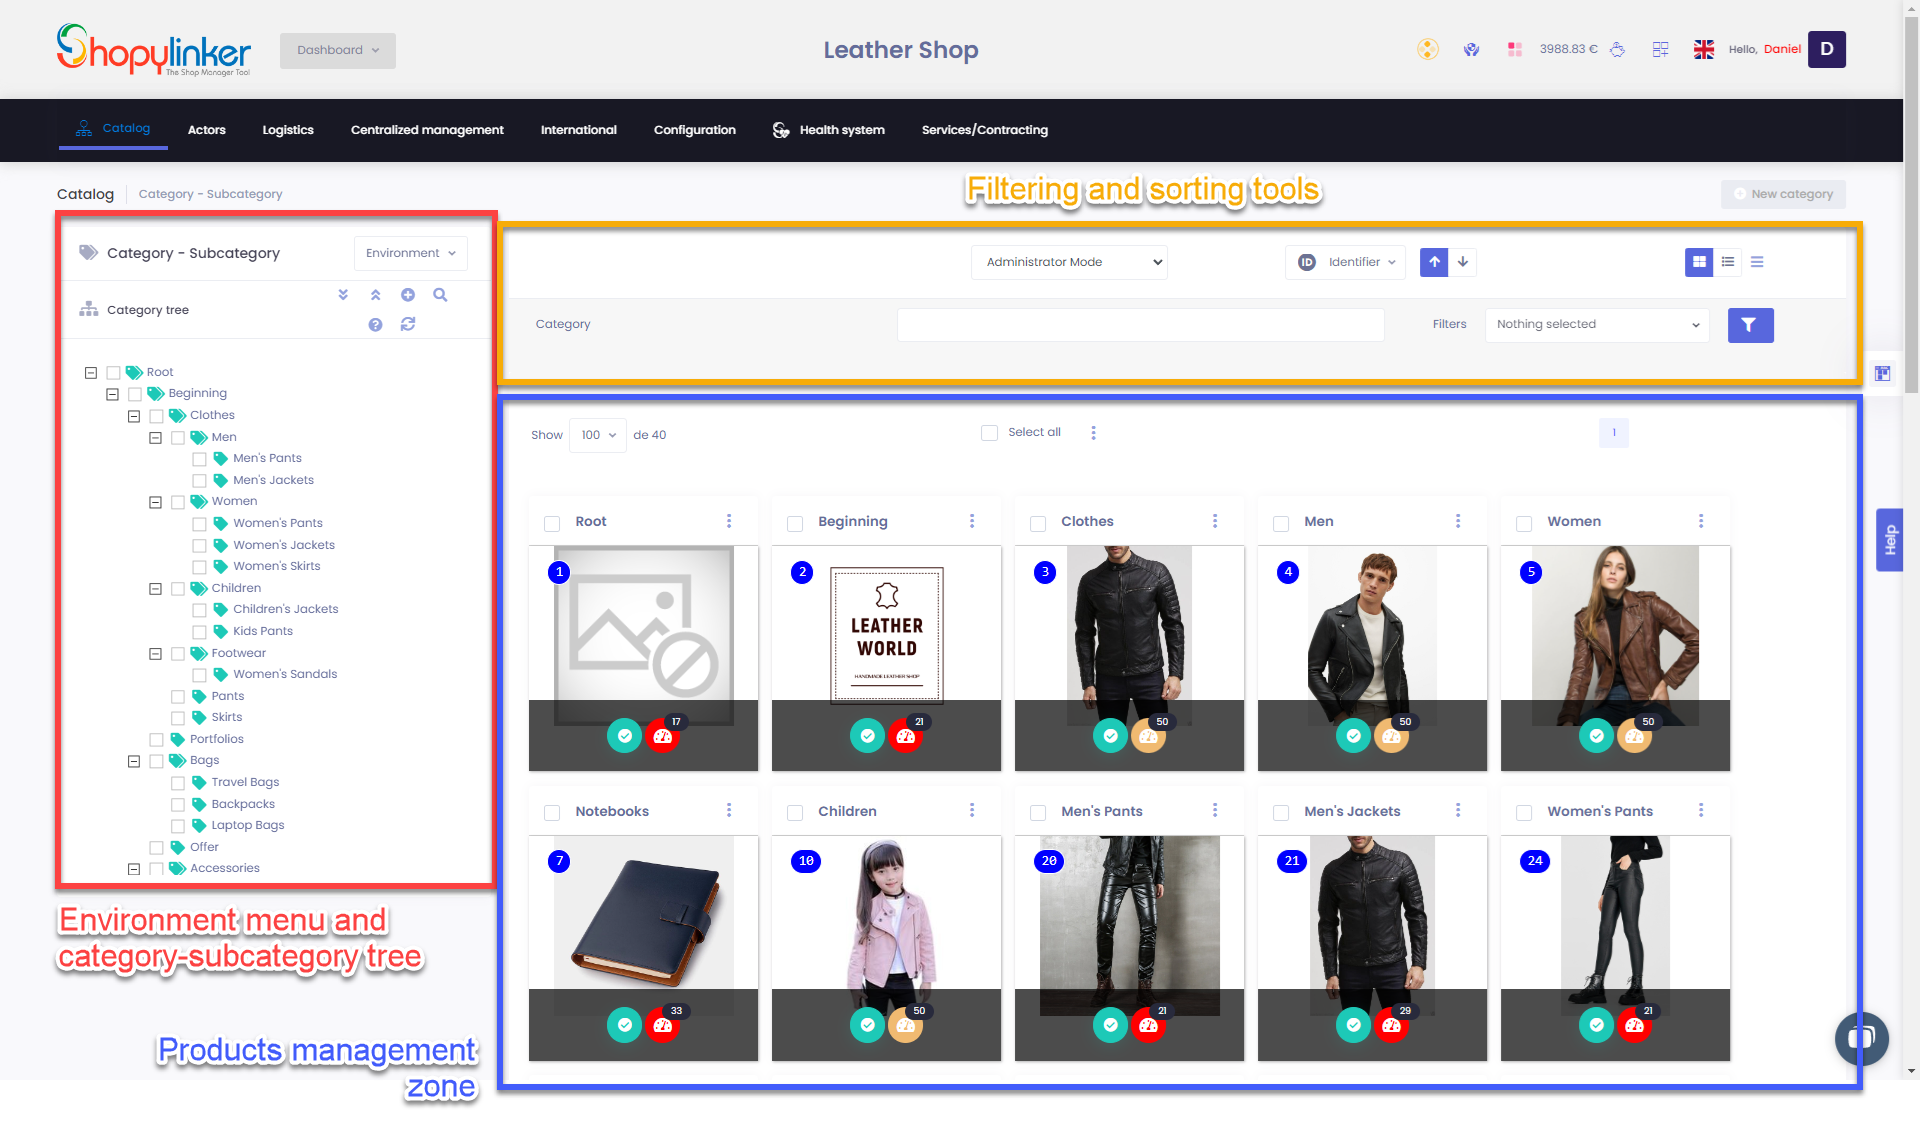 Shopylinker
The Shop Manager Tool
Dashboard
Leather Shop
3988.83 €
Hello, Daniel
D
Catalog
Actors
Logistics
Centralized management
International
Configuration
Health system
Services/Contracting
Catalog
Category - Subcategory
Filtering and sorting tools
New category
Category - Subcategory
Environment
Administrator Mode
ID Identifier
Category tree
Category
Filters
Nothing selected
Root
Beginning
Clothes
Men
Men's Pants
Men's Jackets
Women
Women's Pants
Women's Jackets
Women's Skirts
Children
Children's Jackets
Kids Pants
Footwear
Women's Sandals
Pants
Skirts
Portfolios
Bags
Travel Bags
Backpacks
Laptop Bags
Offer
Accessories
Show 100 de 40
Select all
1
Root
Beginning
Clothes
Men
Women
1
2
3
4
5
LEATHER
WORLD
HANDMADE LEATHER SHOP
17
21
50
50
50
Help
Notebooks
Children
Men's Pants
Men's Jackets
Women's Pants
7
10
20
21
24
33
50
21
29
21
Environment menu and
category-subcategory tree
Products management
zone